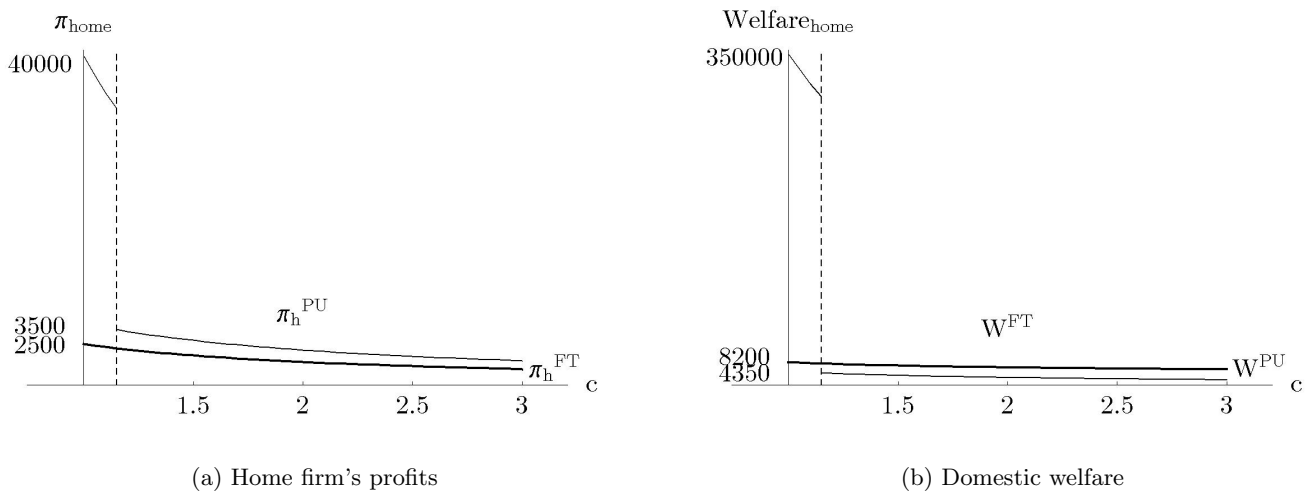 π_home
40000
3500
2500
π_h^PU
π_h^FT
1.5 2 2.5 3 c
(a) Home firm's profits
Welfare_home
350000
8200
4350
W^FT
W^PU
1.5 2 2.5 3 c
(b) Domestic welfare